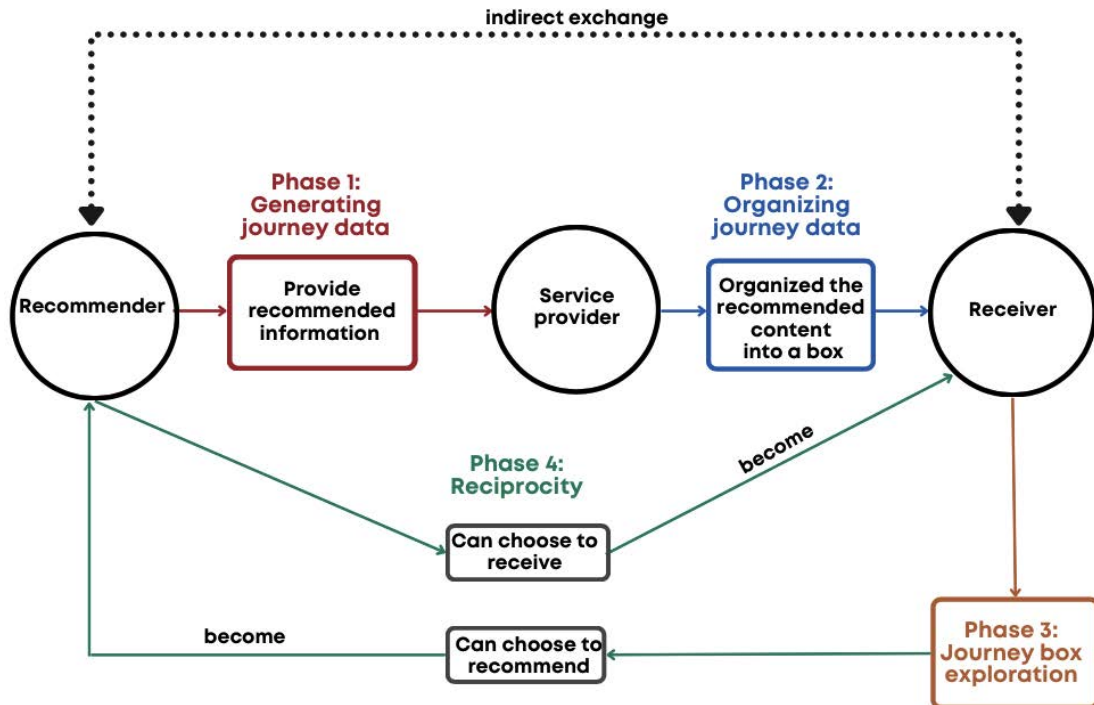 indirect exchange
Phase 1:
Generating
journey data
Phase 2:
Organizing
journey data
Recommender
Provide
recommended
information
Service
provider
Organized the
recommended
content
into a box
Receiver
become
Phase 4:
Reciprocity
Can choose to
receive
become
Can choose to
recommend
Phase 3:
Journey box
exploration